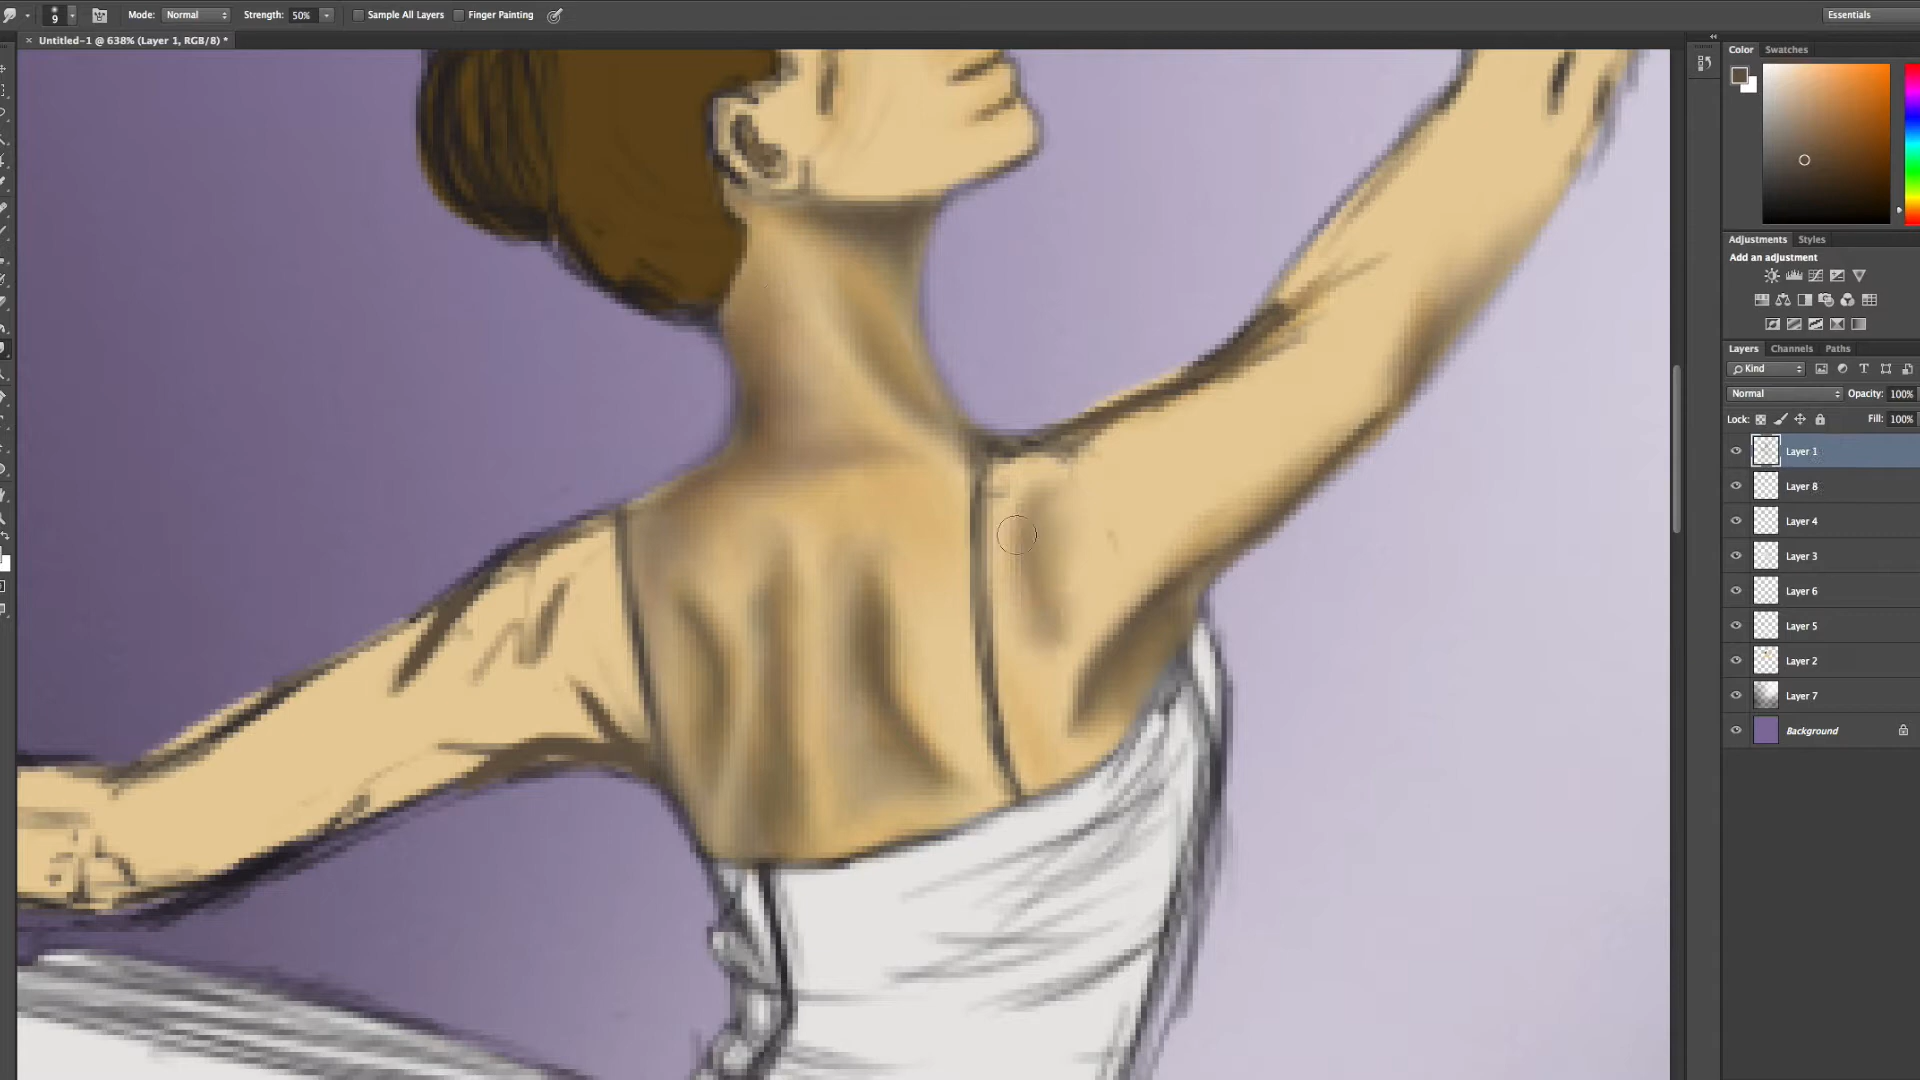 9 Mode: Normal Strength: 50% Sample All Layers Finger Painting Essentials
× Untitled-1 @ 638% (Layer 1, RGB/8) *
Color Swatches
Adjustments Styles
Add an adjustment
Layers Channels Paths
Kind
Normal Opacity: 100%
Lock: Fill: 100%
Layer 1
Layer 8
Layer 4
Layer 3
Layer 6
Layer 5
Layer 2
Layer 7
Background